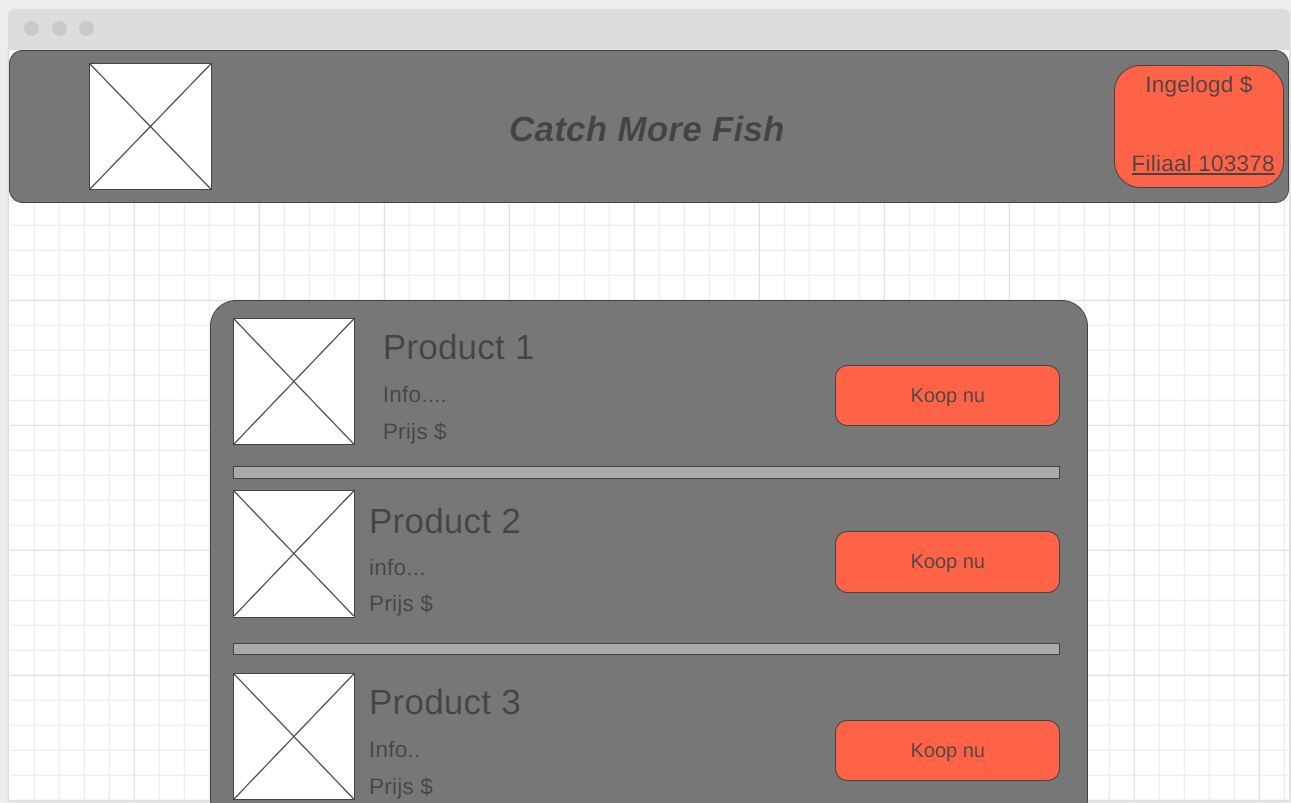 Catch More Fish
Ingelogd $
Filiaal 103378
Product 1
Info....
Prijs $
Koop nu
Product 2
info...
Prijs $
Koop nu
Product 3
Info..
Prijs $
Koop nu